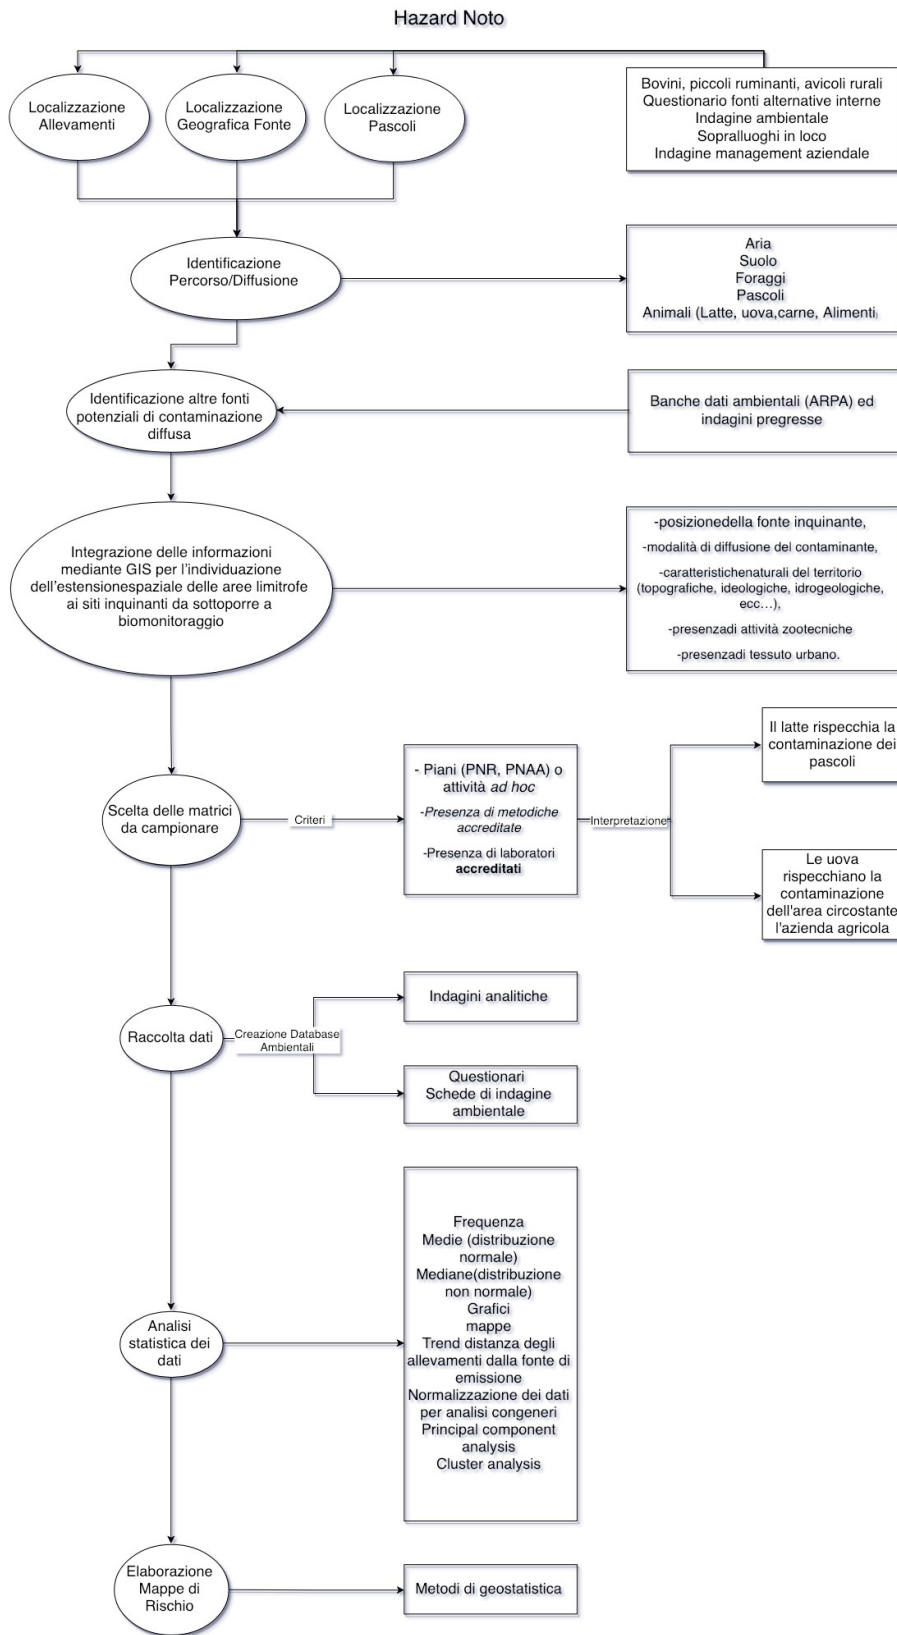 Hazard Noto
Localizzazione
Allevamenti
Localizzazione
Geografica Fonte
Localizzazione
Pascoli
Bovini, piccoli ruminanti, avicoli rurali
Questionario fonti alternative interne
Indagine ambientale
Sopralluoghi in loco
Indagine management aziendale
Identificazione
Percorso/Diffusione
Aria
Suolo
Foraggi
Pascoli
Animali (Latte, uova,carne, Alimenti
Identificazione altre fonti
potenziali di contaminazione
diffusa
Banche dati ambientali (ARPA) ed
indagini pregresse
Integrazione delle informazioni
mediante GIS per l'individuazione
dell'estensionespaziale delle aree limitrofe
ai siti inquinanti da sottoporre a
biomonitoraggio
-posizionedella fonte inquinante,
-modalità di diffusione del contaminante,
-caratteristichenaturali del territorio
(topografiche, ideologiche, idrogeologiche,
ecc...),
-presenzadi attività zootecniche
-presenzadi tessuto urbano.
Scelta delle matrici
da campionare
Criteri
- Piani (PNR, PNAA) o
attività ad hoc
-Presenza di metodiche
accreditate
-Presenza di laboratori
accreditati
Interpretazione
Il latte rispecchia la
contaminazione dei
pascoli
Le uova
rispecchiano la
contaminazione
dell'area circostante
l'azienda agricola
Raccolta dati
Creazione Database
Ambientali
Indagini analitiche
Questionari
Schede di indagine
ambientale
Analisi
statistica dei
dati
Frequenza
Medie (distribuzione
normale)
Mediane(distribuzione
non normale)
Grafici
mappe
Trend distanza degli
allevamenti dalla fonte di
emissione
Normalizzazione dei dati
per analisi congeneri
Principal component
analysis
Cluster analysis
Elaborazione
Mappe di
Rischio
Metodi di geostatistica